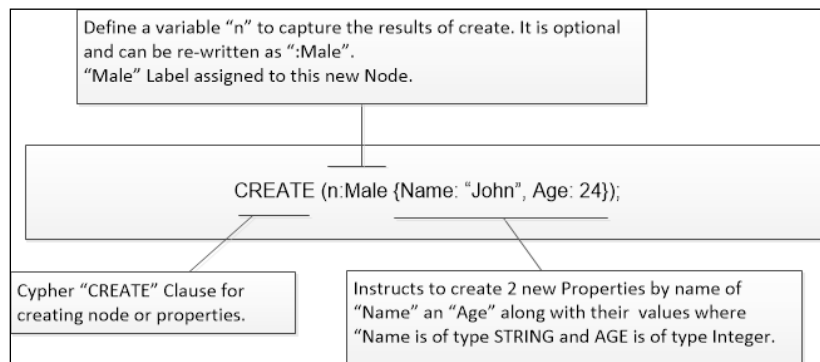 Define a variable “n” to capture the results of create. It is optional
and can be re-written as “:Male”.
“Male” Label assigned to this new Node.
CREATE (n:Male {Name: “John”, Age: 24});
Cypher “CREATE” Clause for
creating node or properties.
Instructs to create 2 new Properties by name of
“Name” an “Age” along with their values where
“Name is of type STRING and AGE is of type Integer.